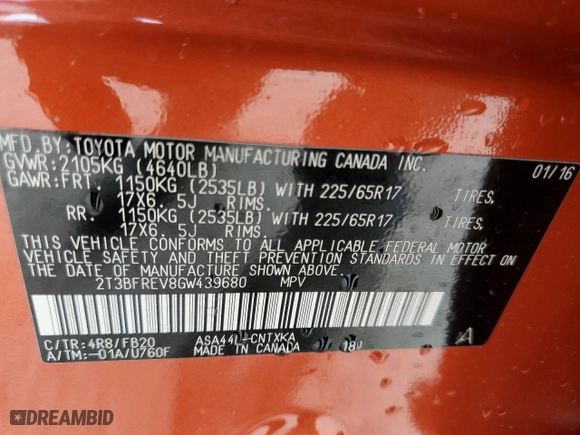 MFD.BY:TOYOTA MOTOR MANUFACTURING CANADA INC.
GVWR:2105KG (4640LB) 01/16
GAWR:FRT 1150KG (2535LB) WITH 225/65R17 TIRES,
17X6.5J RIMS.
RR. 1150KG (2535LB) WITH 225/65R17 TIRES,
17X6.5J RIMS.
THIS VEHICLE CONFORMS TO ALL APPLICABLE FEDERAL MOTOR
VEHICLE SAFETY AND THEFT PREVENTION STANDARDS IN EFFECT
ON THE DATE OF MANUFACTURE SHOWN ABOVE.
2T3BFREV8GW439680 MPV
C/TR:4R8/FB20 ASA44L-CNTXKA
A/TM:-01A/U760F MADE IN CANADA 180
A
DREAMBID